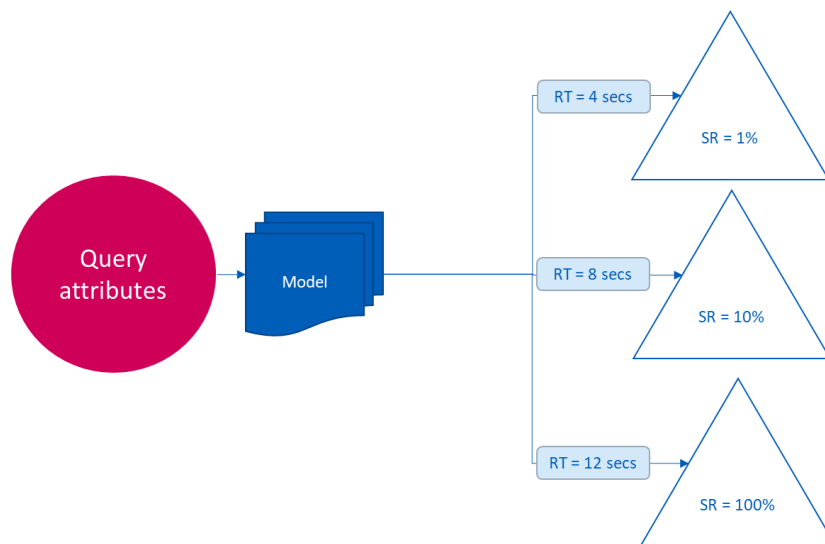 RT = 4 secs
SR = 1%
Query
attributes
Model
RT = 8 secs
SR = 10%
RT = 12 secs
SR = 100%